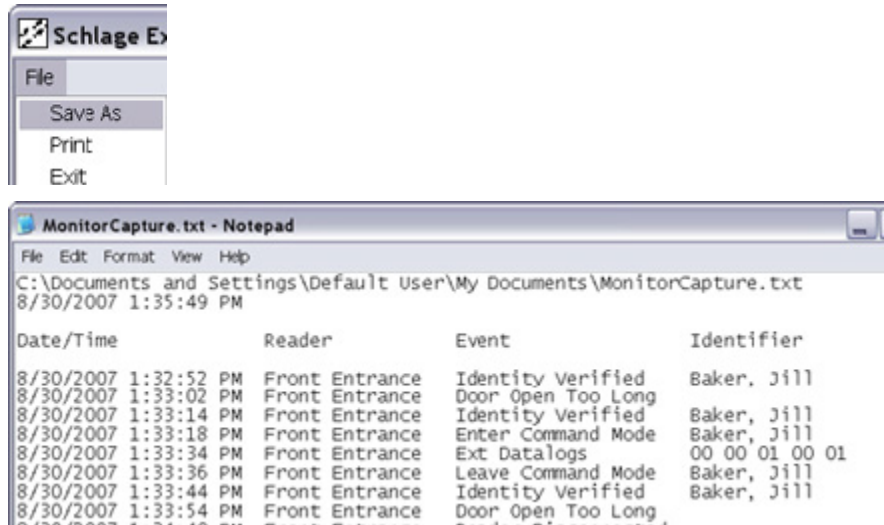 Schlage Ex
File
Save As
Print
Exit
MonitorCapture.txt - Notepad
File Edit Format View Help
C:\Documents and Settings\Default User\My Documents\MonitorCapture.txt
8/30/2007 1:35:49 PM
Date/Time Reader Event Identifier
8/30/2007 1:32:52 PM Front Entrance Identity Verified Baker, Jill
8/30/2007 1:33:02 PM Front Entrance Door Open Too Long
8/30/2007 1:33:14 PM Front Entrance Identity Verified Baker, Jill
8/30/2007 1:33:18 PM Front Entrance Enter Command Mode Baker, Jill
8/30/2007 1:33:34 PM Front Entrance Ext Datalogs 00 00 01 00 01
8/30/2007 1:33:36 PM Front Entrance Leave Command Mode Baker, Jill
8/30/2007 1:33:44 PM Front Entrance Identity Verified Baker, Jill
8/30/2007 1:33:54 PM Front Entrance Door Open Too Long